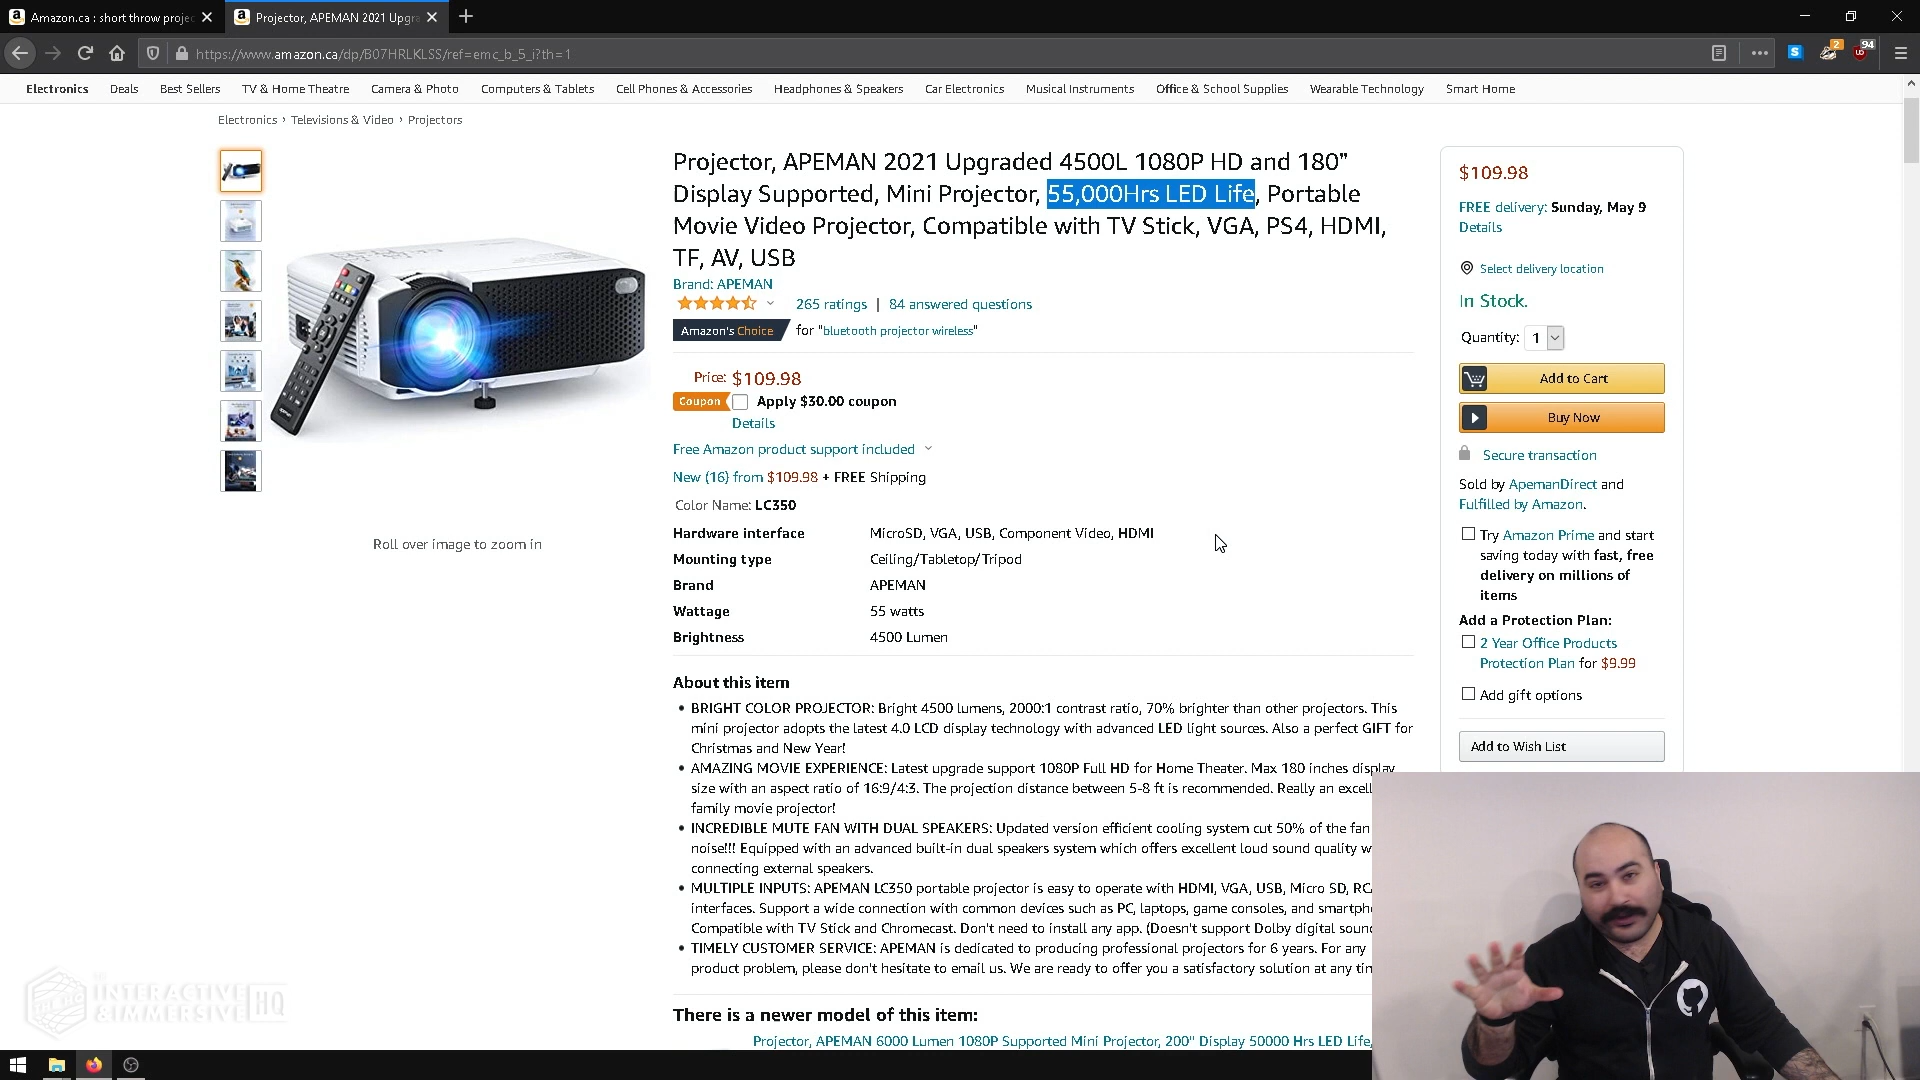 Amazon.ca : short throw projec
Projector, APEMAN 2021 Upgra
https://www.amazon.ca/dp/B07HRLKLSS/ref=emc_b_5_i?th=1
2
94
Electronics Deals Best Sellers TV & Home Theatre Camera & Photo Computers & Tablets Cell Phones & Accessories Headphones & Speakers Car Electronics Musical Instruments Office & School Supplies Wearable Technology Smart Home
Electronics › Televisions & Video › Projectors
Projector, APEMAN 2021 Upgraded 4500L 1080P HD and 180”
Display Supported, Mini Projector, 55,000Hrs LED Life, Portable
Movie Video Projector, Compatible with TV Stick, VGA, PS4, HDMI,
TF, AV, USB
Brand: APEMAN
265 ratings | 84 answered questions
Amazon's Choice for "bluetooth projector wireless"
Price: $109.98
Coupon Apply $30.00 coupon
Details
Free Amazon product support included
New (16) from $109.98 + FREE Shipping
Color Name: LC350
Hardware interface MicroSD, VGA, USB, Component Video, HDMI
Mounting type Ceiling/Tabletop/Tripod
Brand APEMAN
Wattage 55 watts
Brightness 4500 Lumen
Roll over image to zoom in
About this item
• BRIGHT COLOR PROJECTOR: Bright 4500 lumens, 2000:1 contrast ratio, 70% brighter than other projectors. This
mini projector adopts the latest 4.0 LCD display technology with advanced LED light sources. Also a perfect GIFT for
Christmas and New Year!
• AMAZING MOVIE EXPERIENCE: Latest upgrade support 1080P Full HD for Home Theater. Max 180 inches display
size with an aspect ratio of 16:9/4:3. The projection distance between 5-8 ft is recommended. Really an excell
family movie projector!
• INCREDIBLE MUTE FAN WITH DUAL SPEAKERS: Updated version efficient cooling system cut 50% of the fan
noise!!! Equipped with an advanced built-in dual speakers system which offers excellent loud sound quality w
connecting external speakers.
• MULTIPLE INPUTS: APEMAN LC350 portable projector is easy to operate with HDMI, VGA, USB, Micro SD, RC
interfaces. Support a wide connection with common devices such as PC, laptops, game consoles, and smartph
Compatible with TV Stick and Chromecast. Don't need to install any app. (Doesn't support Dolby digital soun
• TIMELY CUSTOMER SERVICE: APEMAN is dedicated to producing professional projectors for 6 years. For any
product problem, please don't hesitate to email us. We are ready to offer you a satisfactory solution at any tin
There is a newer model of this item:
Projector, APEMAN 6000 Lumen 1080P Supported Mini Projector, 200" Display 50000 Hrs LED Life,
$109.98
FREE delivery: Sunday, May 9
Details
Select delivery location
In Stock.
Quantity: 1
Add to Cart
Buy Now
Secure transaction
Sold by ApemanDirect and
Fulfilled by Amazon.
Try Amazon Prime and start
saving today with fast, free
delivery on millions of
items
Add a Protection Plan:
2 Year Office Products
Protection Plan for $9.99
Add gift options
Add to Wish List
INTERACTIVE
&IMMERSIVE HQ